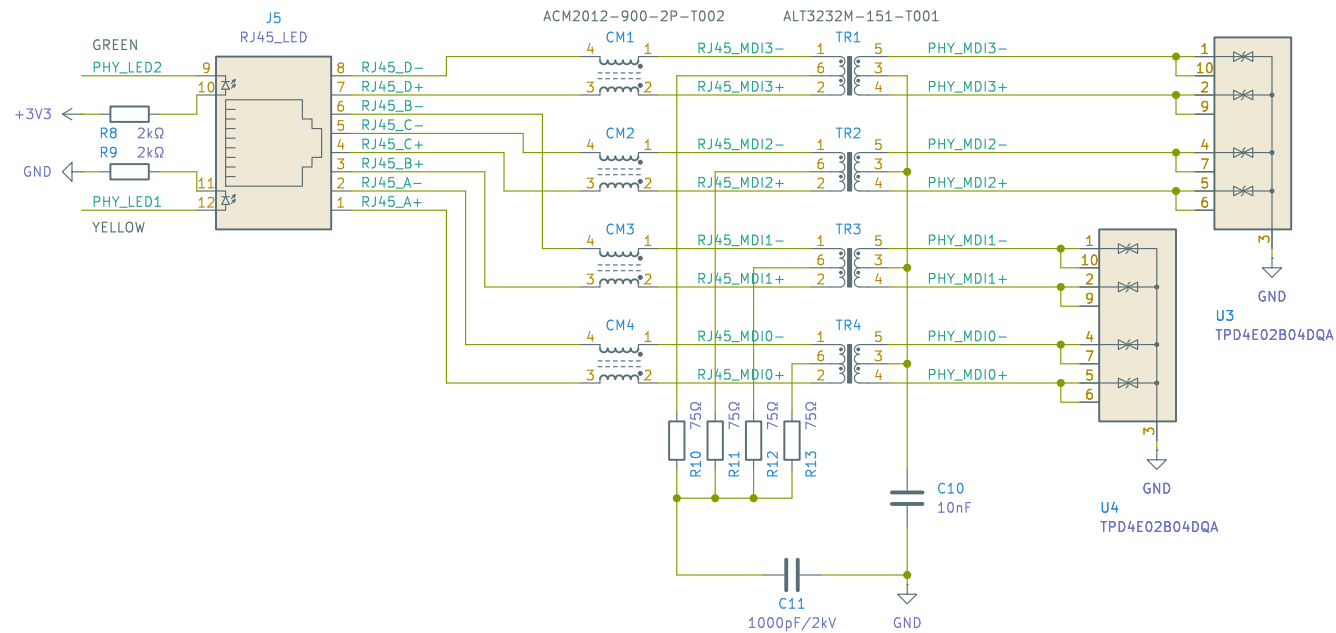 ACM2012-900-2P-T002
ALT3232M-151-T001
J5
RJ45_LED
GREEN
PHY_LED2
9
10
+3V3
R8 2kΩ
R9 2kΩ
GND
11
PHY_LED1
12
YELLOW
8 RJ45_D-
7 RJ45_D+
6 RJ45_B-
5 RJ45_C-
4 RJ45_C+
3 RJ45_B+
2 RJ45_A-
1 RJ45_A+
CM1
4 1
3 2
CM2
4 1
3 2
CM3
4 1
3 2
CM4
4 1
3 2
RJ45_MDI3-
RJ45_MDI3+
RJ45_MDI2-
RJ45_MDI2+
RJ45_MDI1-
RJ45_MDI1+
RJ45_MDI0-
RJ45_MDI0+
TR1
1 5
6 3
2 4
TR2
1 5
6 3
2 4
TR3
1 5
6 3
2 4
TR4
1 5
6 3
2 4
PHY_MDI3-
PHY_MDI3+
PHY_MDI2-
PHY_MDI2+
PHY_MDI1-
PHY_MDI1+
PHY_MDI0-
PHY_MDI0+
1
10
2
9
4
7
5
6
3
GND
U3
TPD4E02B04DQA
1
10
2
9
4
7
5
6
3
GND
U4
TPD4E02B04DQA
R10 75Ω
R11 75Ω
R12 75Ω
R13 75Ω
C10
10nF
C11
1000pF/2kV
GND